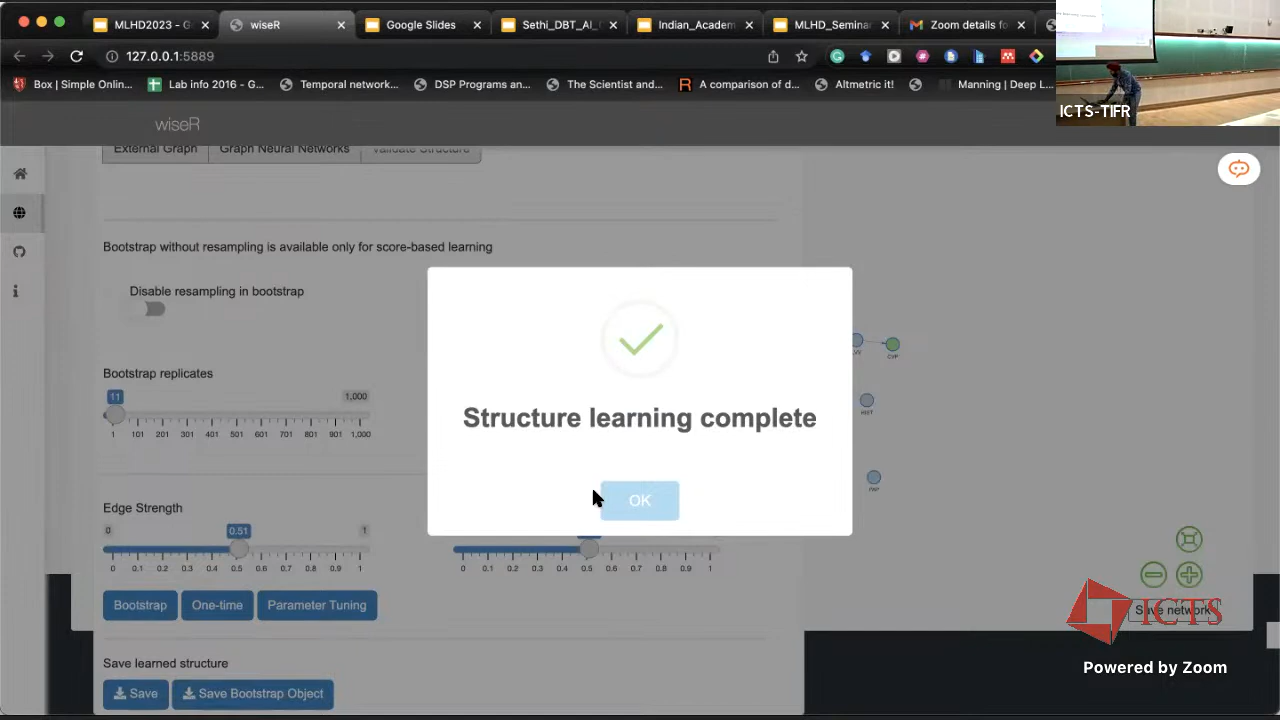 MLHD2023 - G
wiseR
Google Slides
Sethi_DBT_AI_
Indian_Academ
MLHD_Semina
Zoom details fo
127.0.0.1:5889
Box | Simple Onlin...
Lab info 2016 - G...
Temporal network...
DSP Programs an...
The Scientist and...
A comparison of d...
Altmetric it!
Manning | Deep L
ICTS-TIFR
wiseR
External Graph
Graph Neural Networks
Validate Structure
Bootstrap without resampling is available only for score-based learning
Disable resampling in bootstrap
Bootstrap replicates
11
1,000
1 101 201 301 401 501 601 701 801 901 1,000
Structure learning complete
OK
CVP
HIST
PAP
Edge Strength
0
0.51
1
0 0.1 0.2 0.3 0.4 0.5 0.6 0.7 0.8 0.9 1
0 0.1 0.2 0.3 0.4 0.5 0.6 0.7 0.8 0.9 1
Bootstrap
One-time
Parameter Tuning
Save network
ICTS
Save learned structure
Save
Save Bootstrap Object
Powered by Zoom